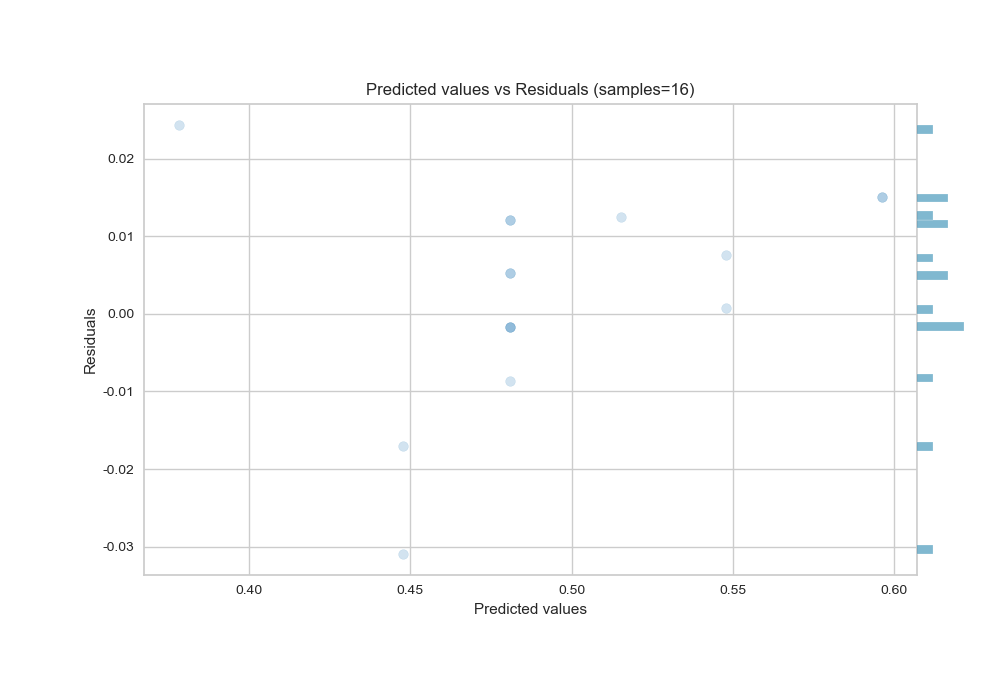 Predicted values vs Residuals (samples=16)
0.02
0.01
0.00
-0.01
-0.02
-0.03
Residuals
0.40 0.45 0.50 0.55 0.60
Predicted values